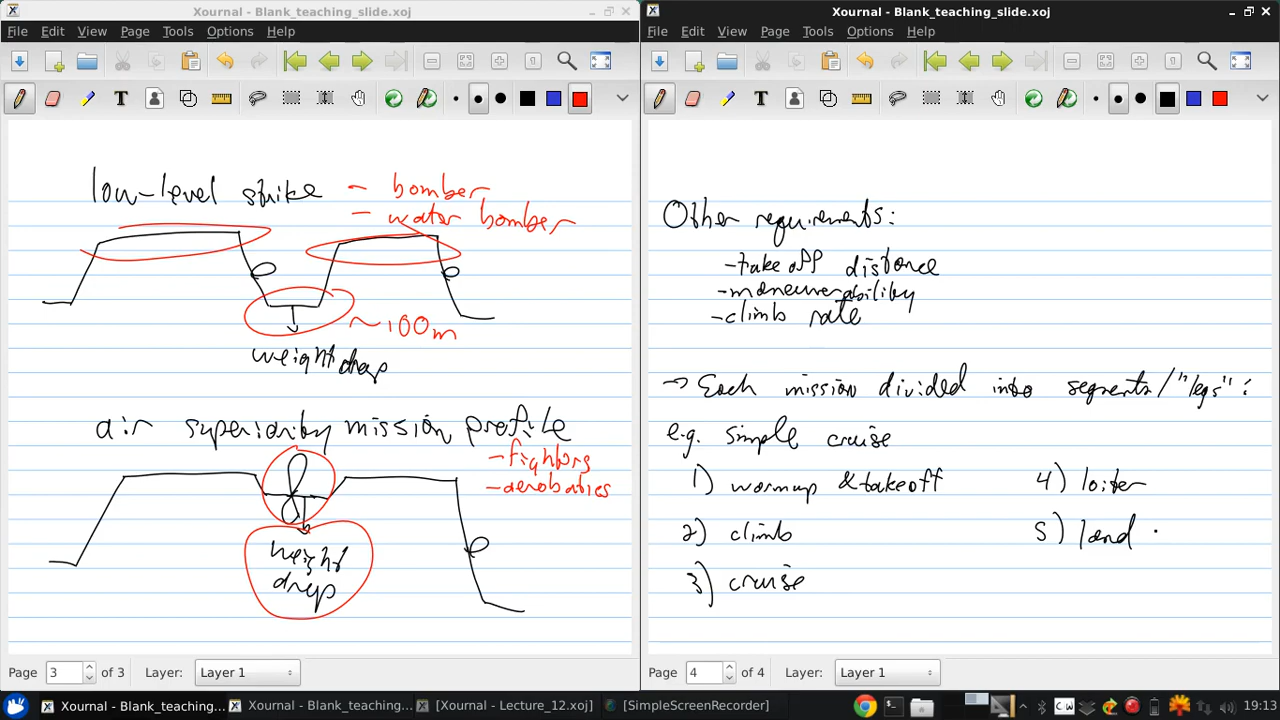 Xournal - Blank_teaching_slide.xoj
File Edit View Page Tools Options Help
low-level strike
- bomber
- water bomber
~100m
weight drop
air superiority mission profile
- fighters
- aerobatics
weight
drop
Page 3 of 3 Layer: Layer 1
Xournal - Blank_teaching_slide.xoj
File Edit View Page Tools Options Help
Other requirements:
- takeoff distance
- maneuverability
- climb rate
→ Each mission divided into segments/"legs":
e.g. simple cruise
1) warmup & takeoff
2) climb
3) cruise
4) loiter
5) land
Page 4 of 4 Layer: Layer 1
Xournal - Blank_teaching_... Xournal - Blank_teaching_... [Xournal - Lecture_12.xoj] [SimpleScreenRecorder] 19:13